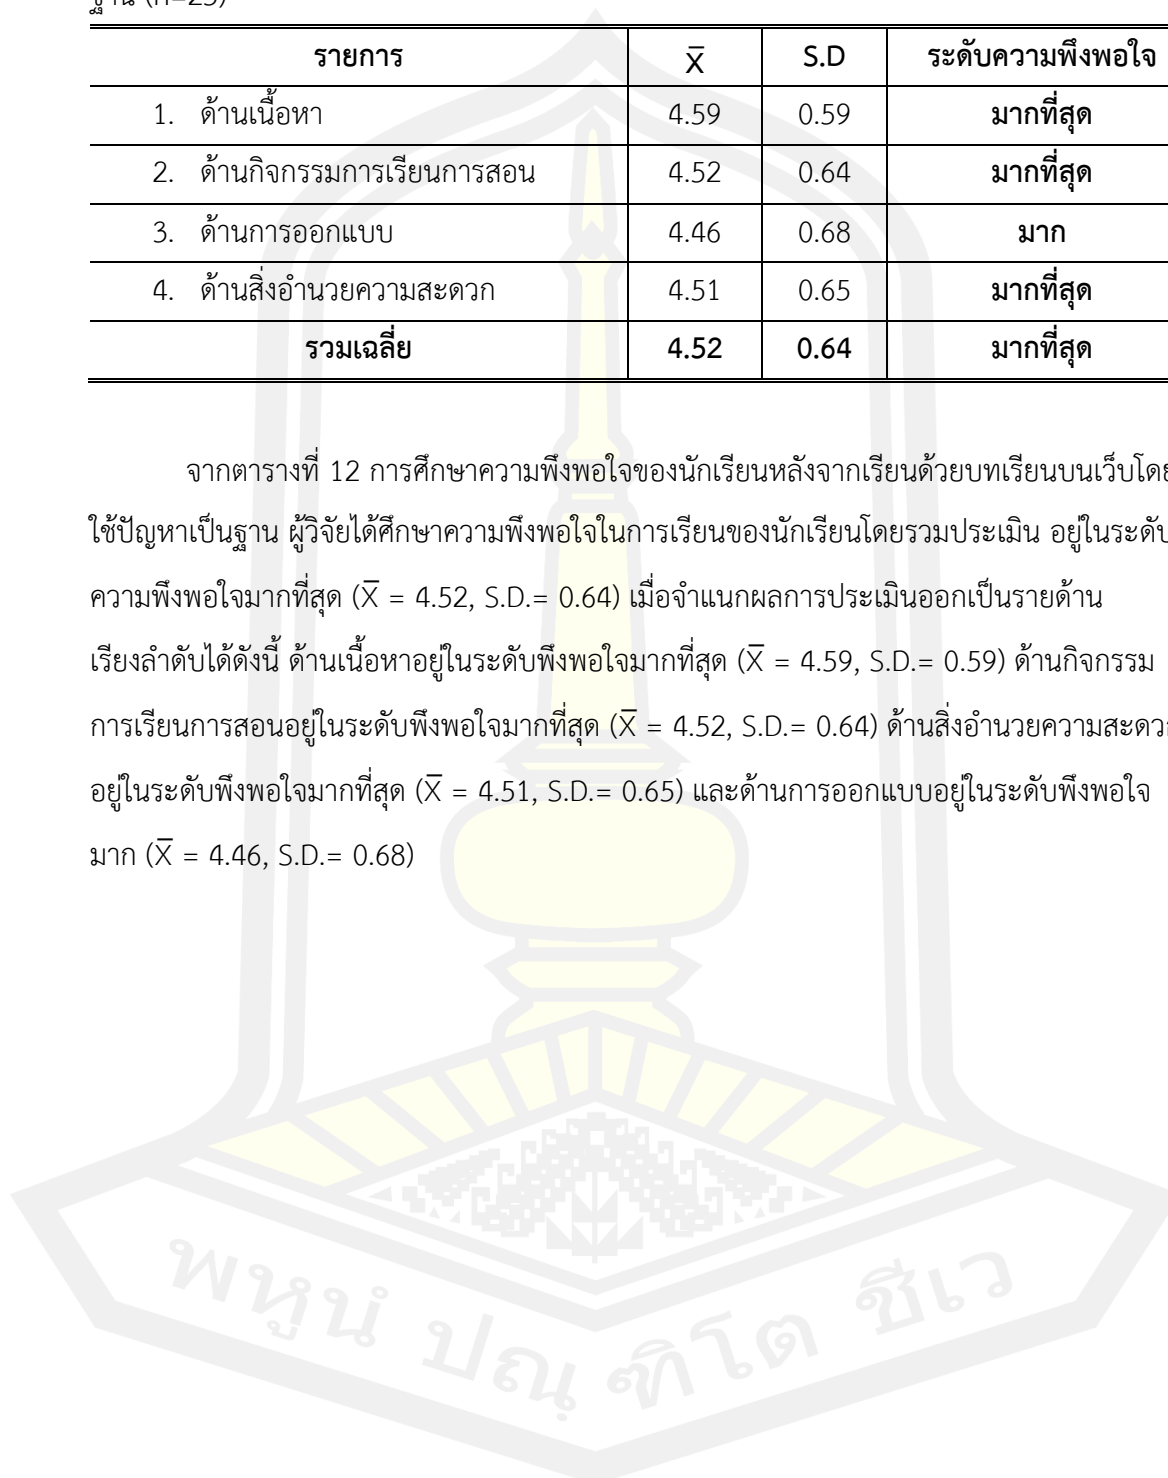 ฐาน (n=25)
รายการ X̄ S.D ระดับความพึงพอใจ
1. ด้านเนื้อหา 4.59 0.59 มากที่สุด
2. ด้านกิจกรรมการเรียนการสอน 4.52 0.64 มากที่สุด
3. ด้านการออกแบบ 4.46 0.68 มาก
4. ด้านสิ่งอำนวยความสะดวก 4.51 0.65 มากที่สุด
รวมเฉลี่ย 4.52 0.64 มากที่สุด
จากตารางที่ 12 การศึกษาความพึงพอใจของนักเรียนหลังจากเรียนด้วยบทเรียนบนเว็บโดย
ใช้ปัญหาเป็นฐาน ผู้วิจัยได้ศึกษาความพึงพอใจในการเรียนของนักเรียนโดยรวมประเมิน อยู่ในระดับ
ความพึงพอใจมากที่สุด (X̄ = 4.52, S.D.= 0.64) เมื่อจำแนกผลการประเมินออกเป็นรายด้าน
เรียงลำดับได้ดังนี้ ด้านเนื้อหาอยู่ในระดับพึงพอใจมากที่สุด (X̄ = 4.59, S.D.= 0.59) ด้านกิจกรรม
การเรียนการสอนอยู่ในระดับพึงพอใจมากที่สุด (X̄ = 4.52, S.D.= 0.64) ด้านสิ่งอำนวยความสะดวก
อยู่ในระดับพึงพอใจมากที่สุด (X̄ = 4.51, S.D.= 0.65) และด้านการออกแบบอยู่ในระดับพึงพอใจ
มาก (X̄ = 4.46, S.D.= 0.68)
พหูนํ ปณฺฑิโต ชีเว